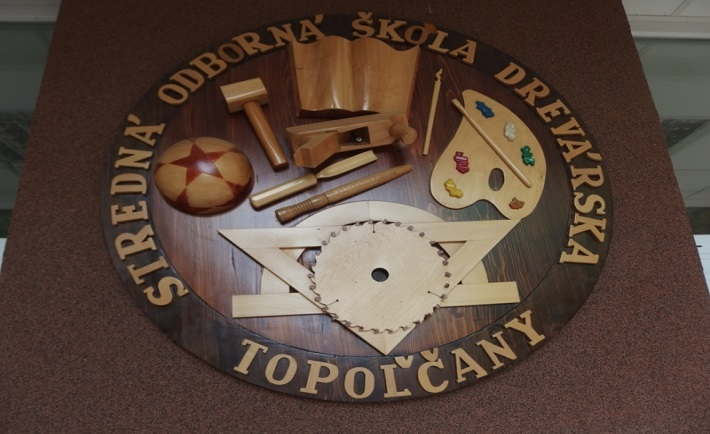 STREDNÁ ODBORNÁ ŠKOLA DREVÁRSKA
TOPOĽČANY